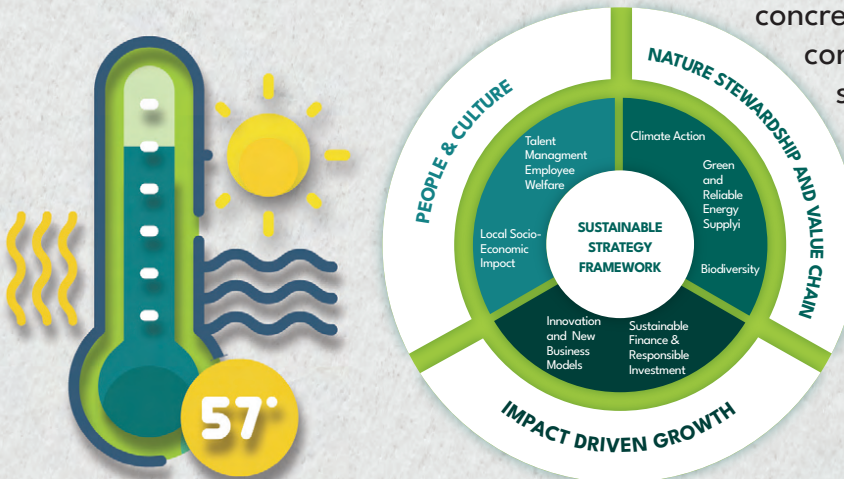 concre
con
s
57°
PEOPLE & CULTURE
NATURE STEWARDSHIP AND VALUE CHAIN
IMPACT DRIVEN GROWTH
Talent
Managment
Employee
Welfare
Local Socio-
Economic
Impact
Climate Action
Green
and
Reliable
Energy
Supplyi
Biodiversity
SUSTAINABLE
STRATEGY
FRAMEWORK
Innovation
and New
Business
Models
Sustainable
Finance &
Responsible
Investment